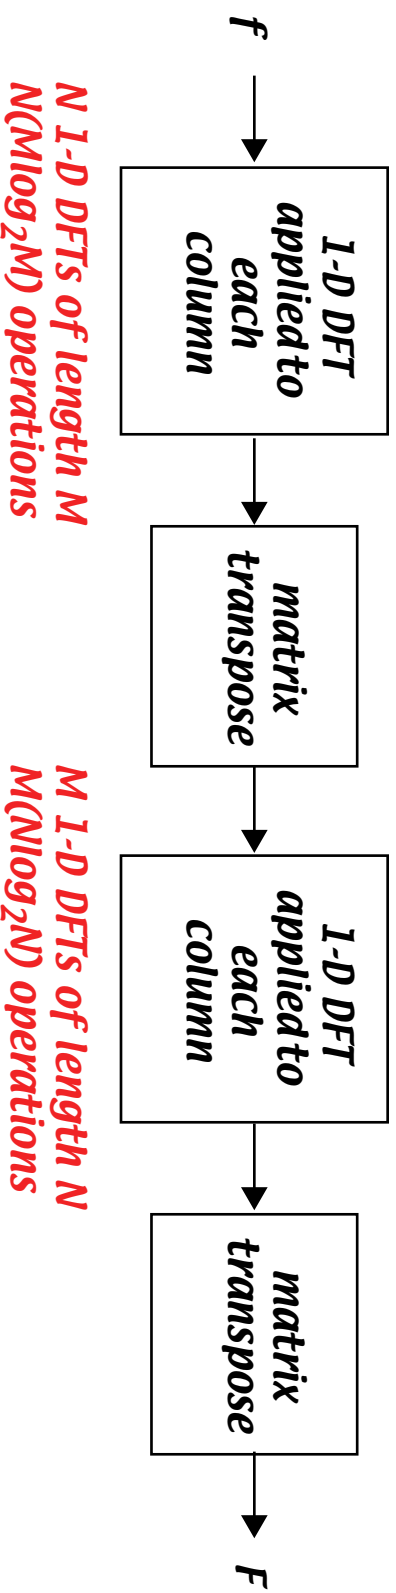 f
1-D DFT
applied to
each
column
matrix
transpose
1-D DFT
applied to
each
column
matrix
transpose
F
N 1-D DFTs of length M
N(Mlog₂M) operations
M 1-D DFTs of length N
M(Nlog₂N) operations